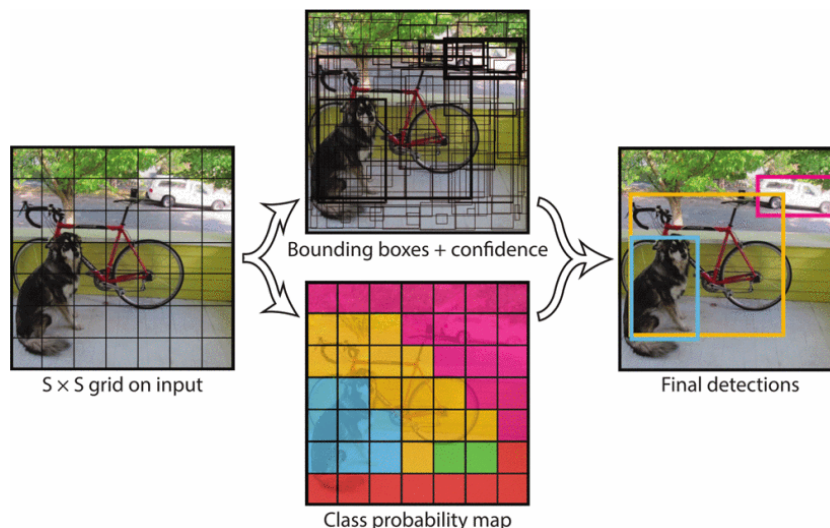 Bounding boxes + confidence
S × S grid on input
Final detections
Class probability map